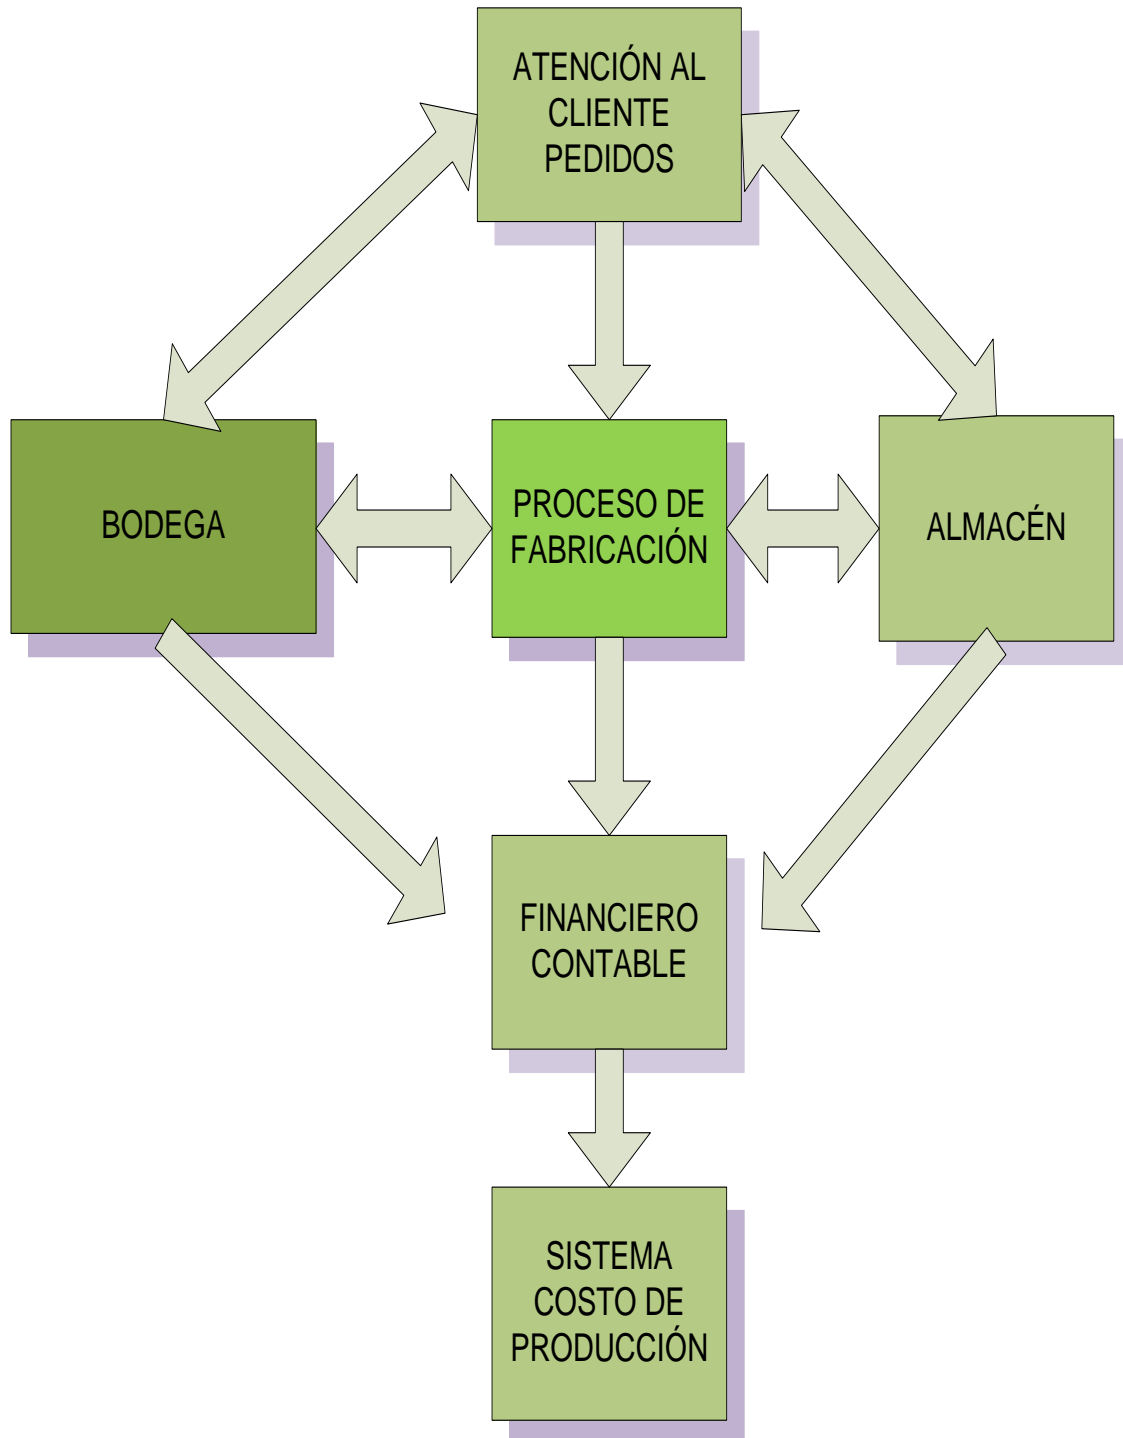 ATENCIÓN AL
CLIENTE
PEDIDOS
BODEGA
PROCESO DE
FABRICACIÓN
ALMACÉN
FINANCIERO
CONTABLE
SISTEMA
COSTO DE
PRODUCCIÓN